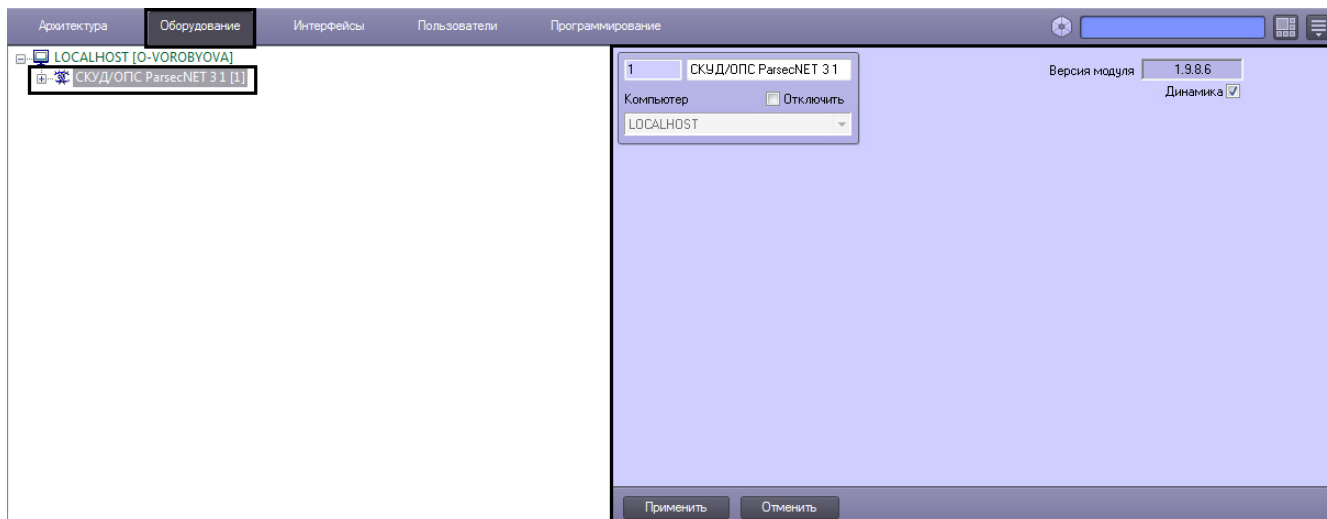 Архитектура Оборудование Интерфейсы Пользователи Программирование
LOCALHOST [O-VOROBYOVA]
СКУД/ОПС ParsecNET 3 1 [1]
1 СКУД/ОПС ParsecNET 3 1
Компьютер Отключить
LOCALHOST
Версия модуля 1.9.8.6
Динамика
Применить Отменить